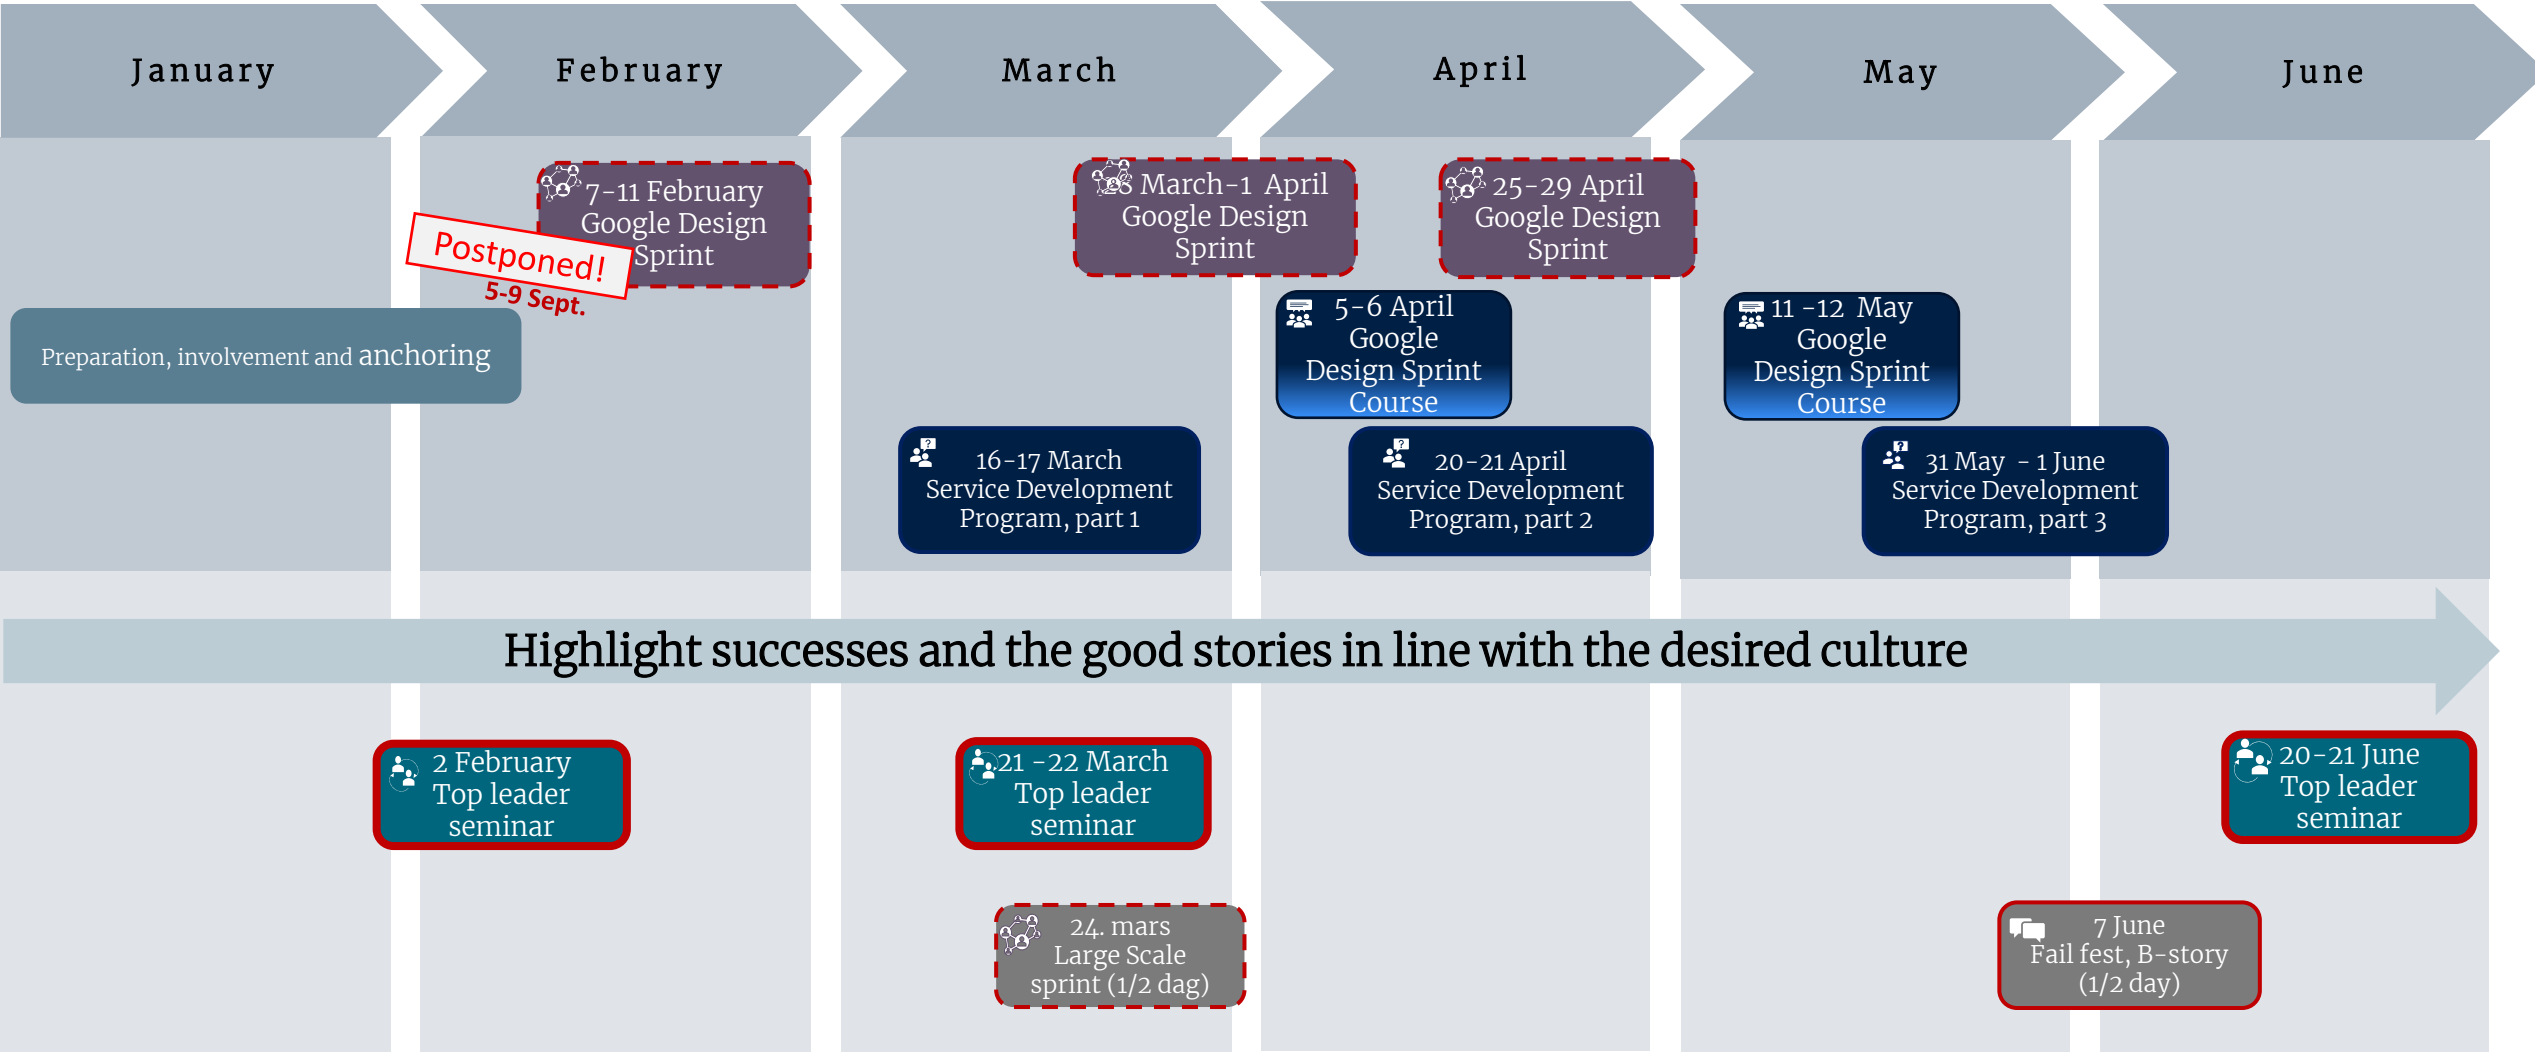 January
February
March
April
May
June
7-11 February
Google Design
Sprint
Postponed!
5-9 Sept.
28 March-1 April
Google Design
Sprint
25-29 April
Google Design
Sprint
Preparation, involvement and anchoring
5-6 April
Google
Design Sprint
Course
11 -12 May
Google
Design Sprint
Course
16-17 March
Service Development
Program, part 1
20-21 April
Service Development
Program, part 2
31 May - 1 June
Service Development
Program, part 3
Highlight successes and the good stories in line with the desired culture
2 February
Top leader
seminar
21 -22 March
Top leader
seminar
20-21 June
Top leader
seminar
24. mars
Large Scale
sprint (1/2 dag)
7 June
Fail fest, B-story
(1/2 day)